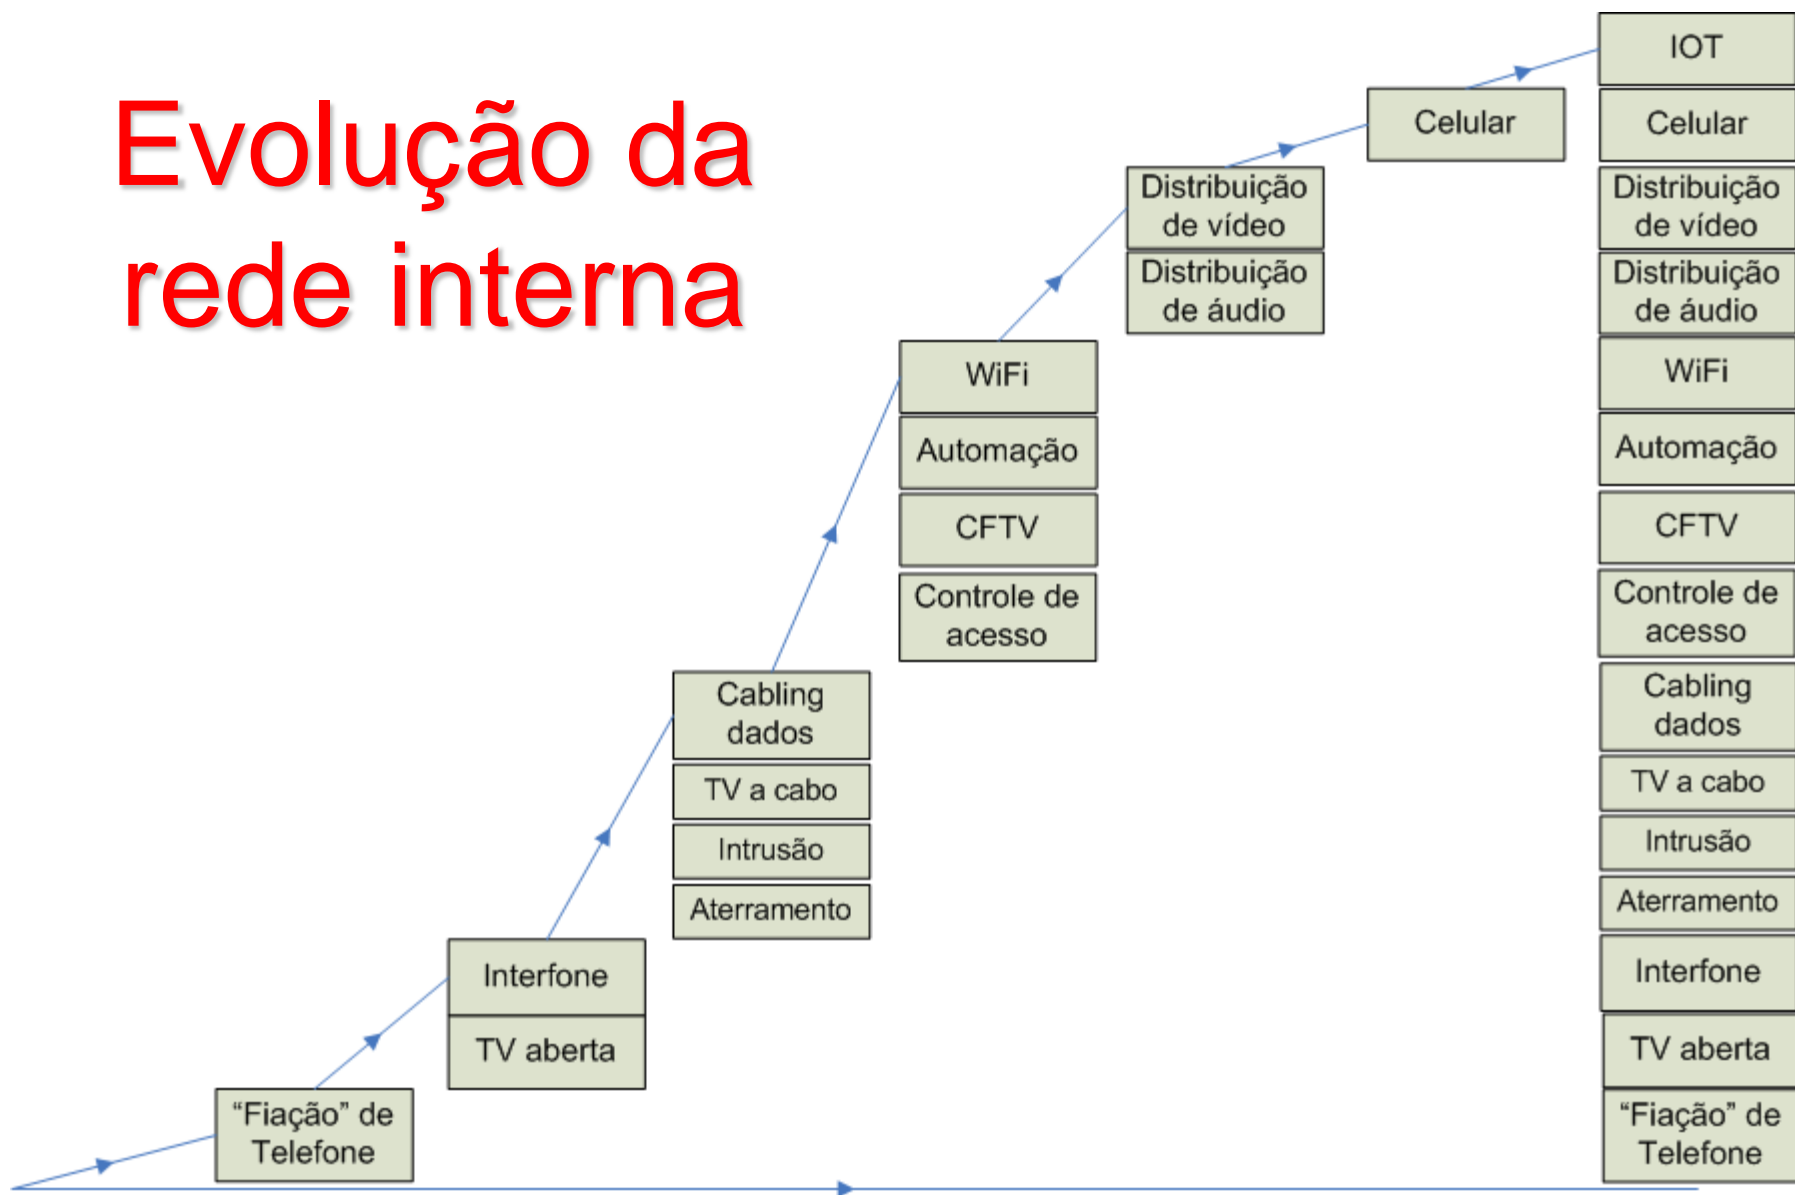 Evolução da
rede interna
"Fiação" de
Telefone
Interfone
TV aberta
Cabling
dados
TV a cabo
Intrusão
Aterramento
WiFi
Automação
CFTV
Controle de
acesso
Distribuição
de vídeo
Distribuição
de áudio
Celular
IOT
Celular
Distribuição
de vídeo
Distribuição
de áudio
WiFi
Automação
CFTV
Controle de
acesso
Cabling
dados
TV a cabo
Intrusão
Aterramento
Interfone
TV aberta
"Fiação" de
Telefone